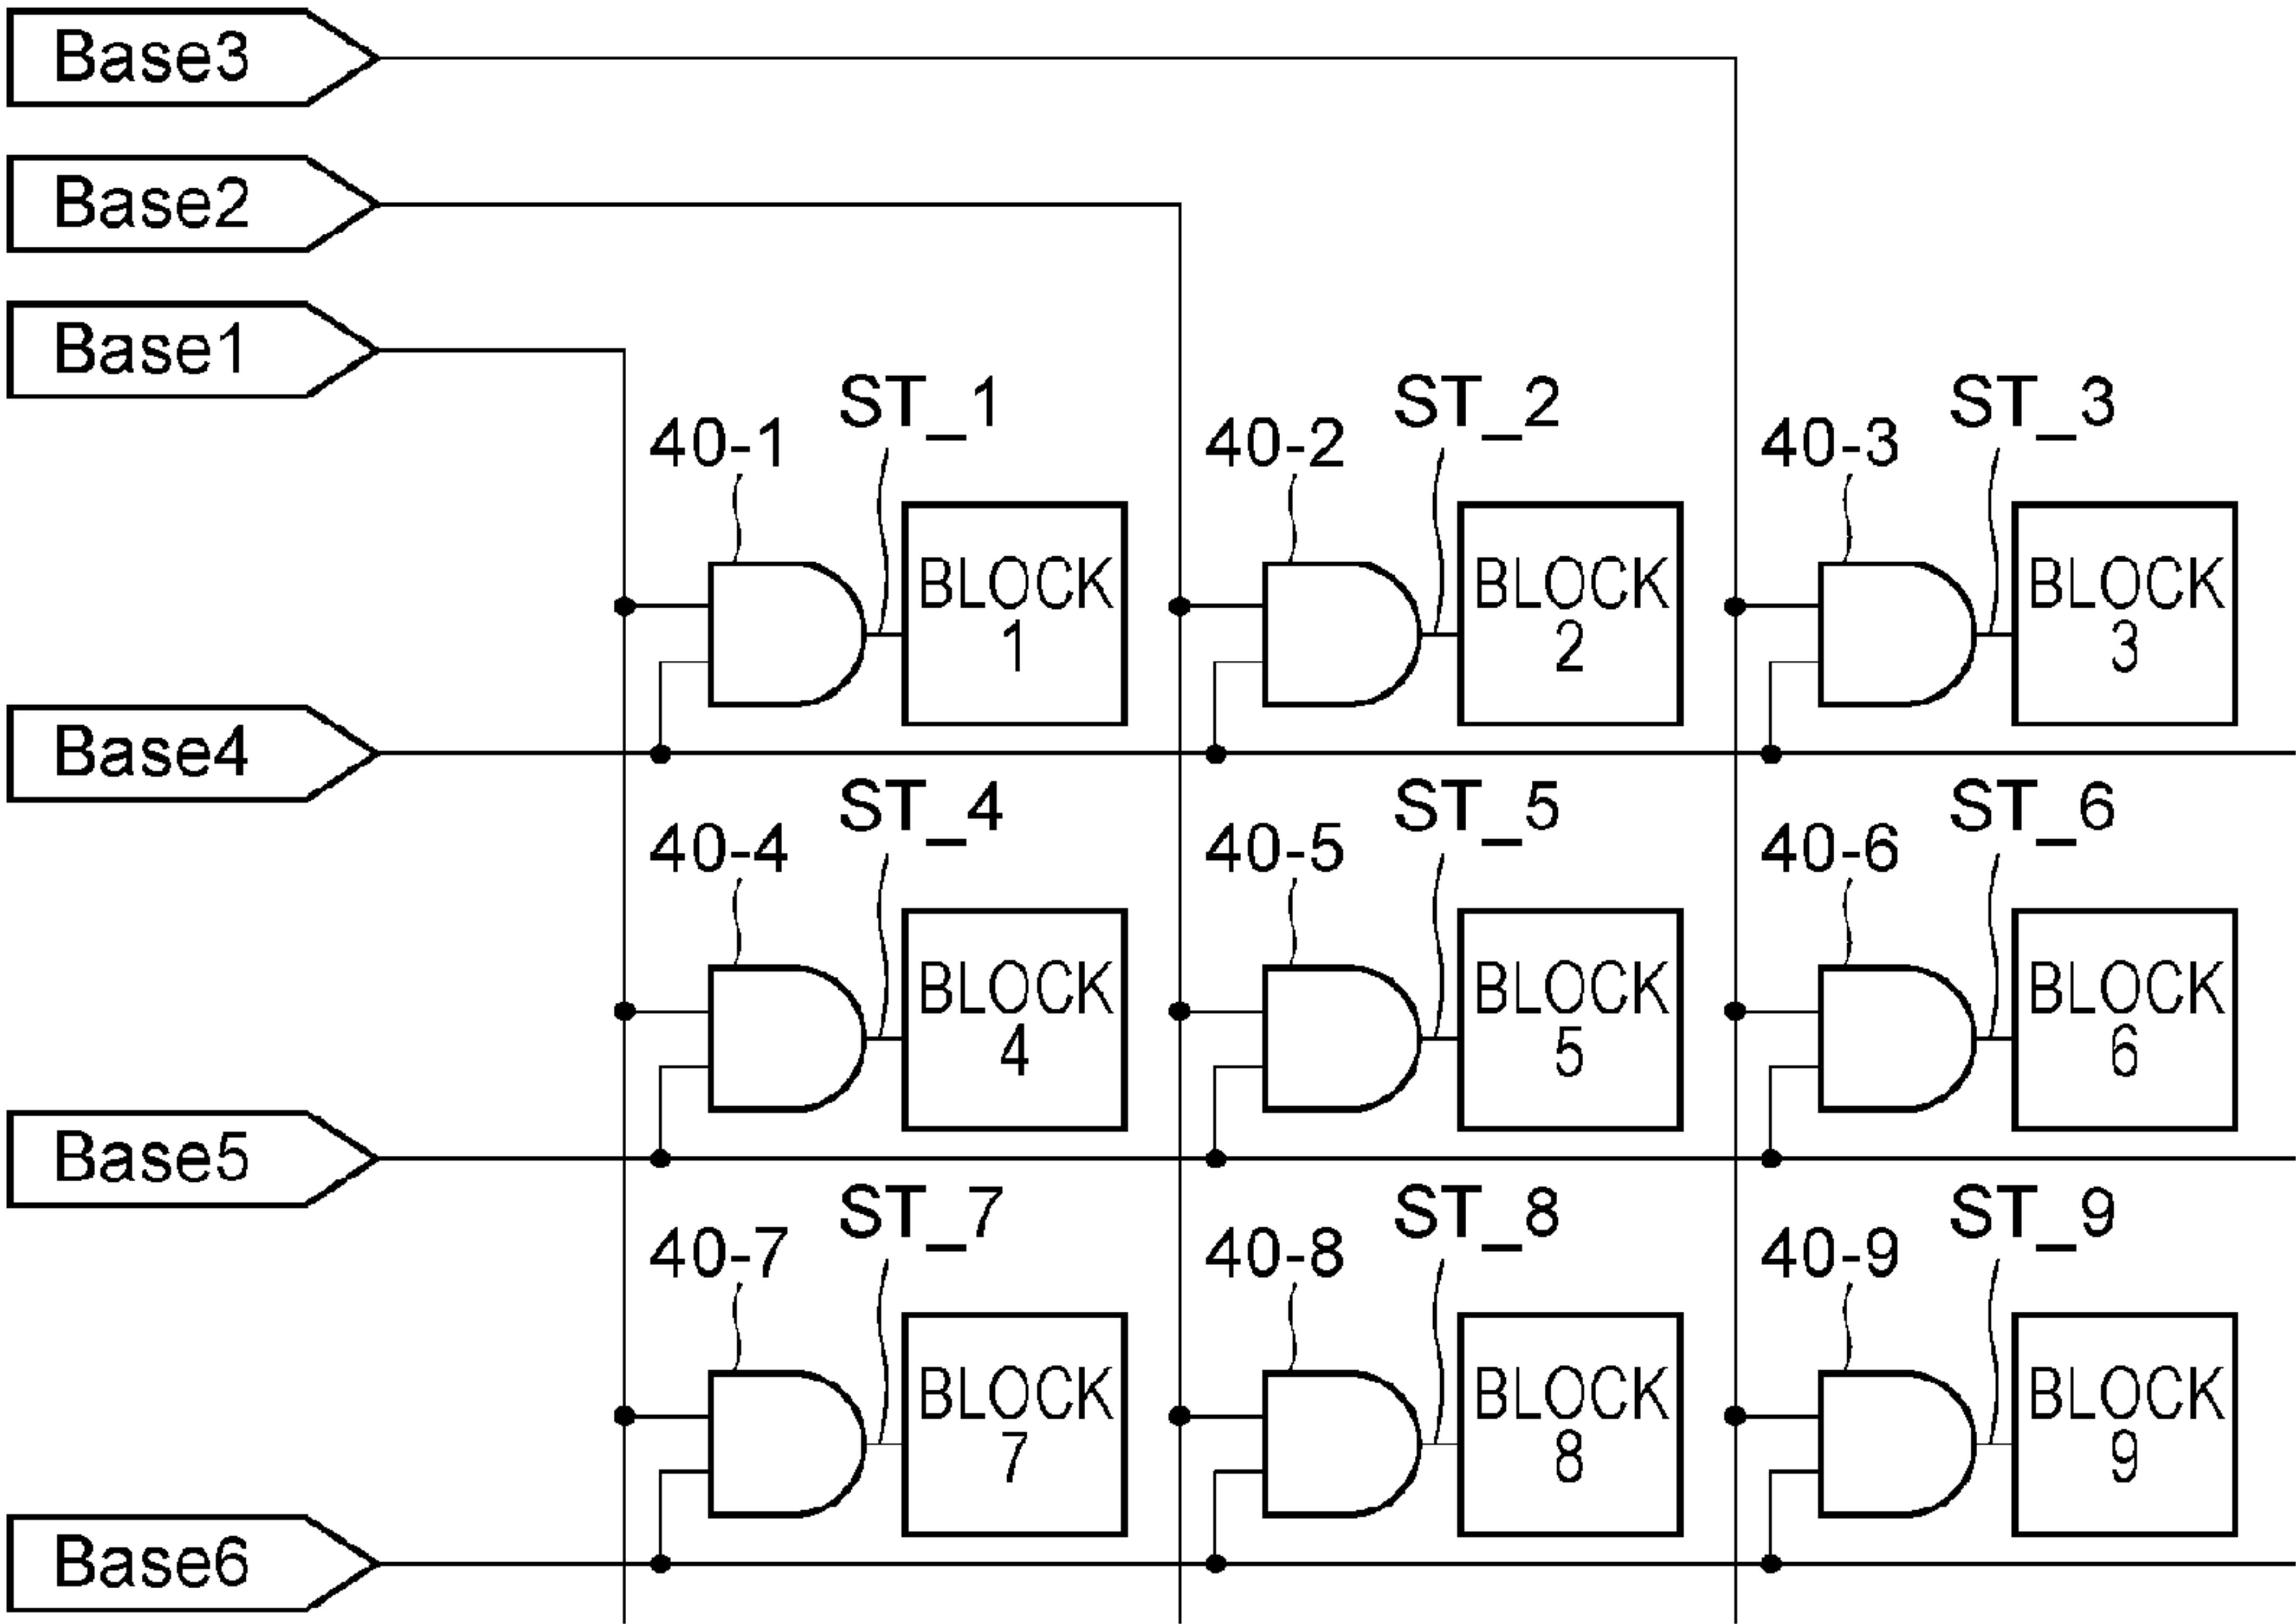 Base3
Base2
Base1
ST_1 ST_2 ST_3
40-1 40-2 40-3
BLOCK 1
BLOCK 2
BLOCK 3
Base4
ST_4 ST_5 ST_6
40-4 40-5 40-6
BLOCK 4
BLOCK 5
BLOCK 6
Base5
ST_7 ST_8 ST_9
40-7 40-8 40-9
BLOCK 7
BLOCK 8
BLOCK 9
Base6